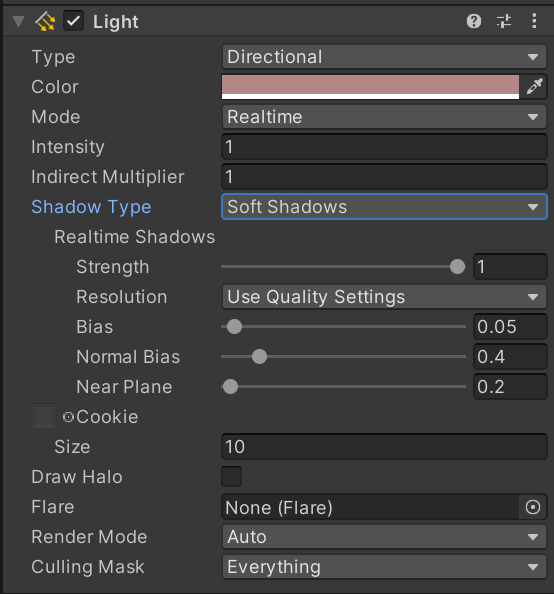 Light
Type Directional
Color
Mode Realtime
Intensity 1
Indirect Multiplier 1
Shadow Type Soft Shadows
Realtime Shadows
Strength 1
Resolution Use Quality Settings
Bias 0.05
Normal Bias 0.4
Near Plane 0.2
Cookie
Size 10
Draw Halo
Flare None (Flare)
Render Mode Auto
Culling Mask Everything